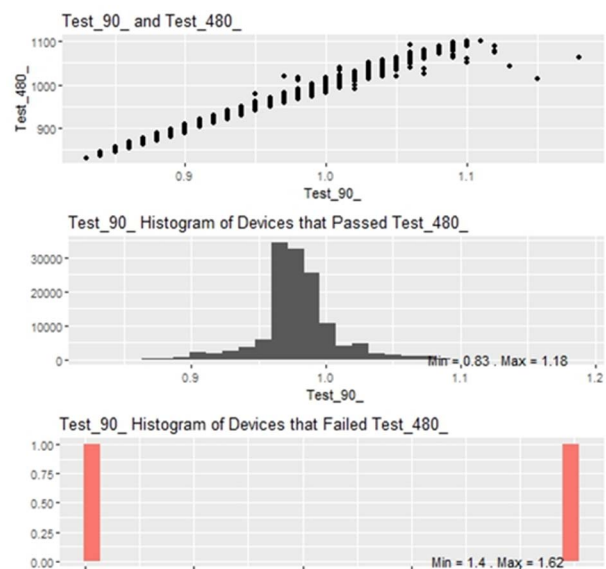 Test_90_ and Test_480_
1100
1000
900
Test_480_
0.9 1.0 1.1
Test_90_
Test_90_ Histogram of Devices that Passed Test_480_
30000
20000
10000
0
Min = 0.83 . Max = 1.18
0.9 1.0 1.1 1.2
Test_90_
Test_90_ Histogram of Devices that Failed Test_480_
1.00
0.75
0.50
0.25
0.00
Min = 1.4 . Max = 1.62